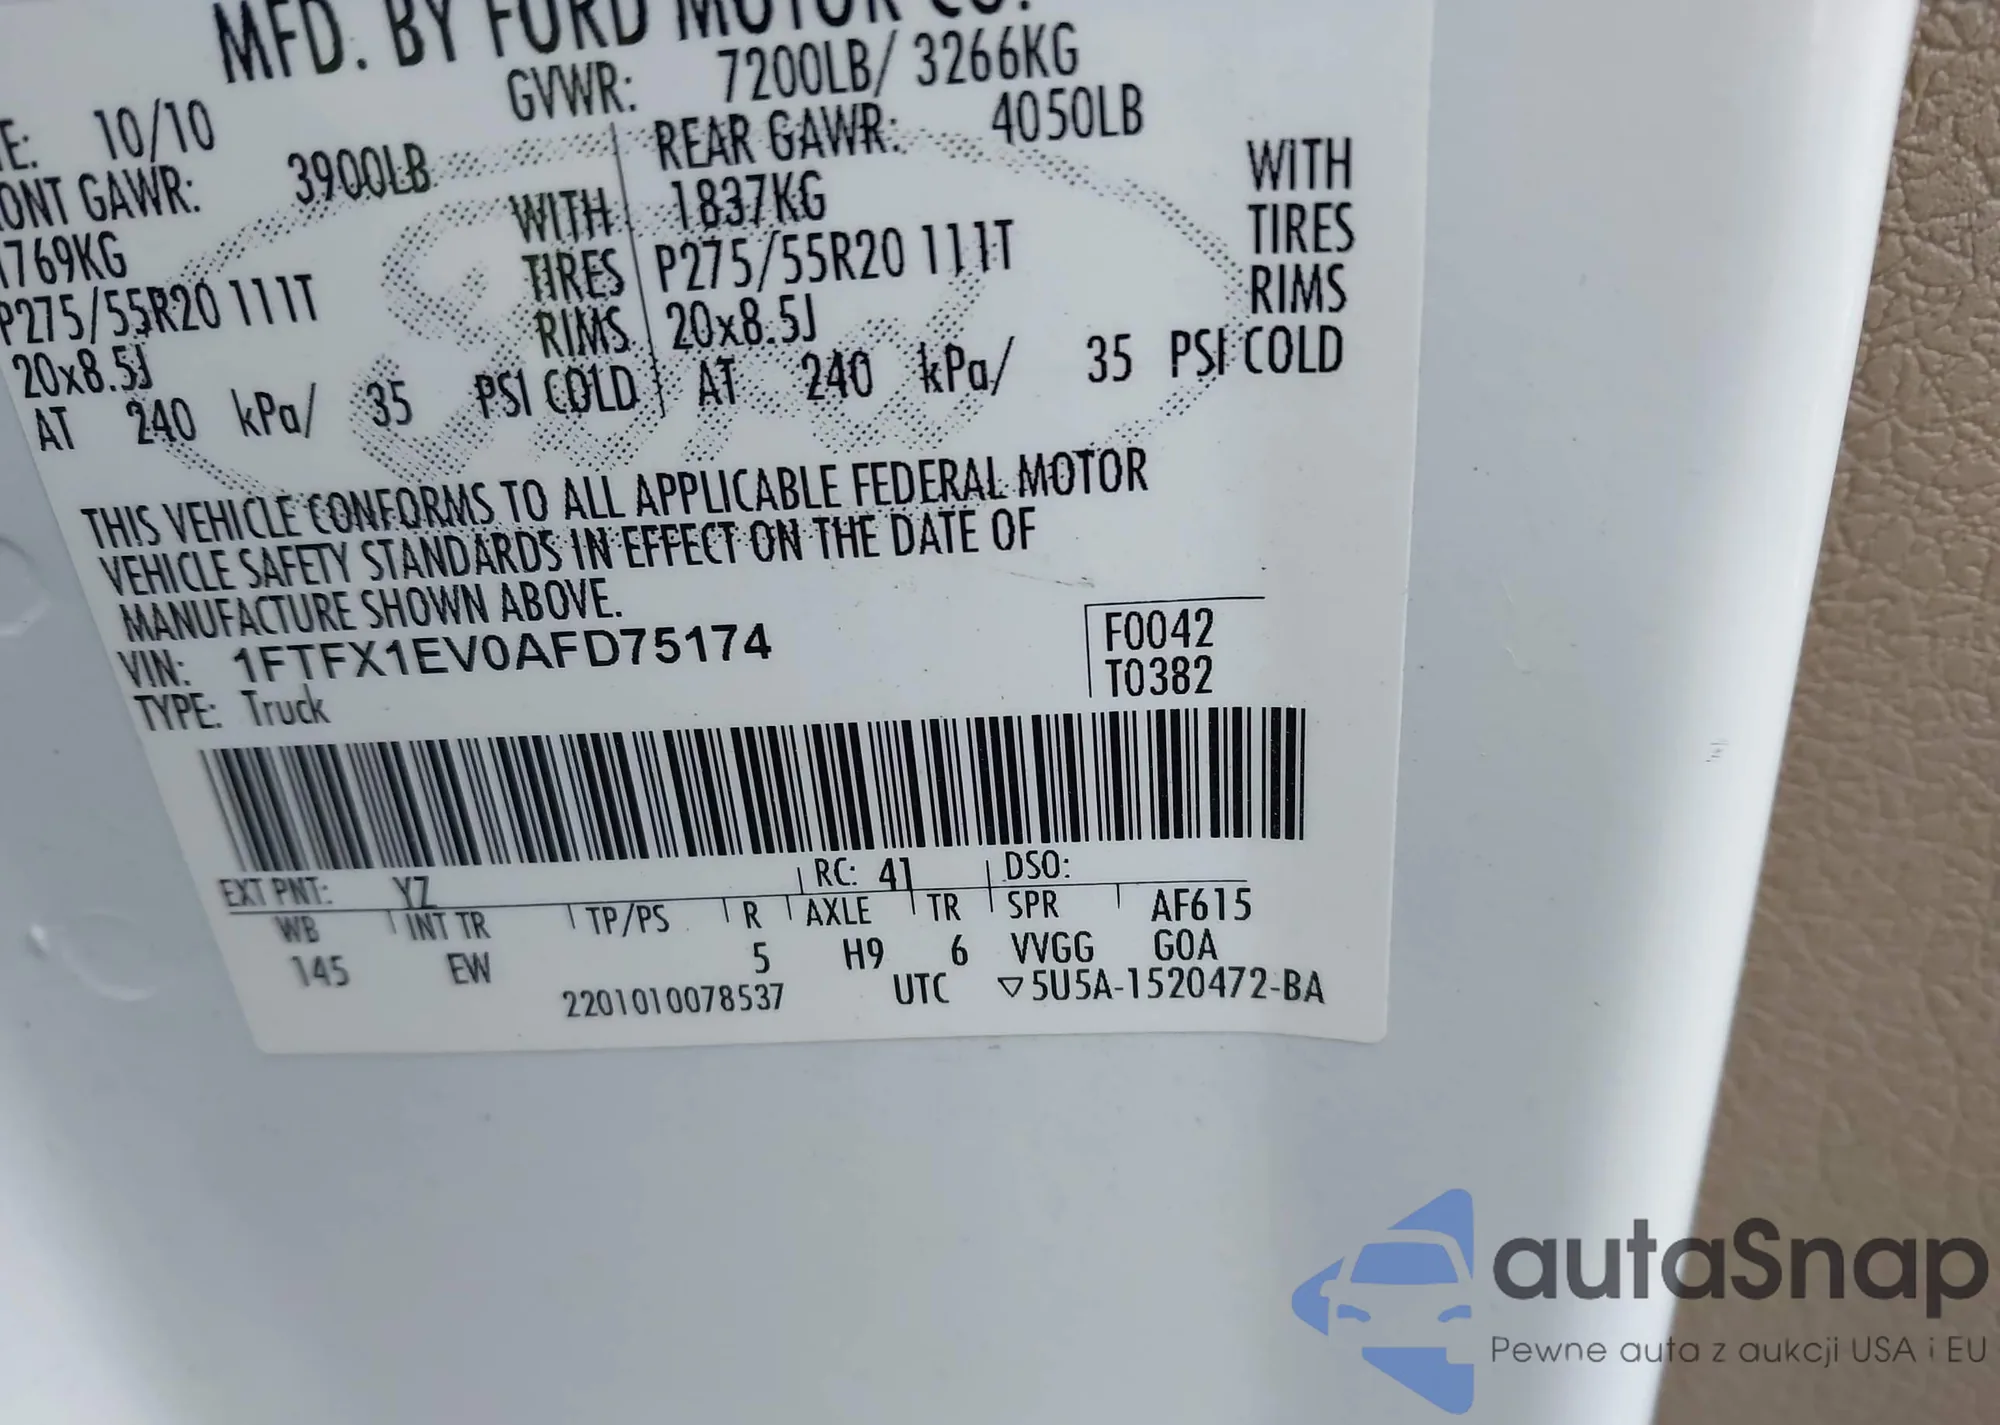 MFD. BY FORD MOTOR CO.
E: 10/10 GVWR: 7200LB/ 3266KG
ONT GAWR: 3900LB REAR GAWR: 4050LB
1769KG WITH 1837KG WITH
P275/55R20 111T TIRES P275/55R20 111T TIRES
20x8.5J RIMS 20x8.5J RIMS
AT 240 kPa/ 35 PSI COLD AT 240 kPa/ 35 PSI COLD
THIS VEHICLE CONFORMS TO ALL APPLICABLE FEDERAL MOTOR
VEHICLE SAFETY STANDARDS IN EFFECT ON THE DATE OF
MANUFACTURE SHOWN ABOVE.
VIN: 1FTFX1EV0AFD75174 F0042
TYPE: Truck T0382
EXT PNT: YZ RC: 41 DSO:
WB INT TR TP/PS R AXLE TR SPR AF615
145 EW 5 H9 6 VVGG GOA
2201010078537 UTC ▽5U5A-1520472-BA
autaSnap
Pewne auta z aukcji USA i EU